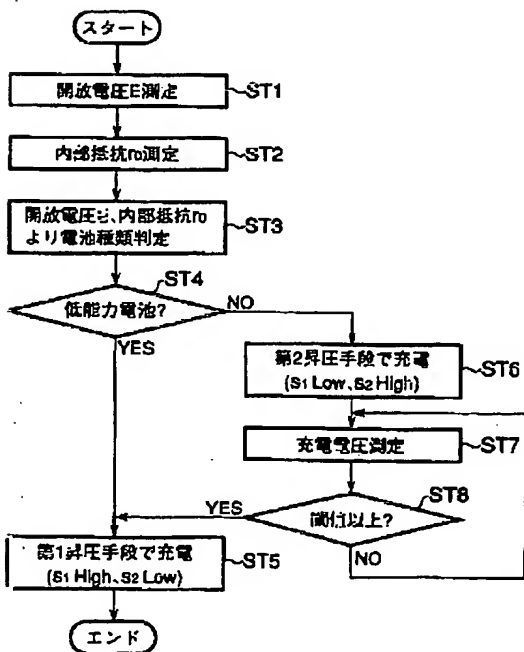 スタート
開放電圧E測定
ST1
内部抵抗ro測定
ST2
開放電圧E、内部抵抗ro
より電池種類判定
ST3
ST4
低能力電池?
NO
YES
第2昇圧手段で充電
(S1 Low、S2 High)
ST6
充電電圧測定
ST7
ST8
閾値以上?
YES
NO
第1昇圧手段で充電
(S1 High、S2 Low)
ST5
エンド